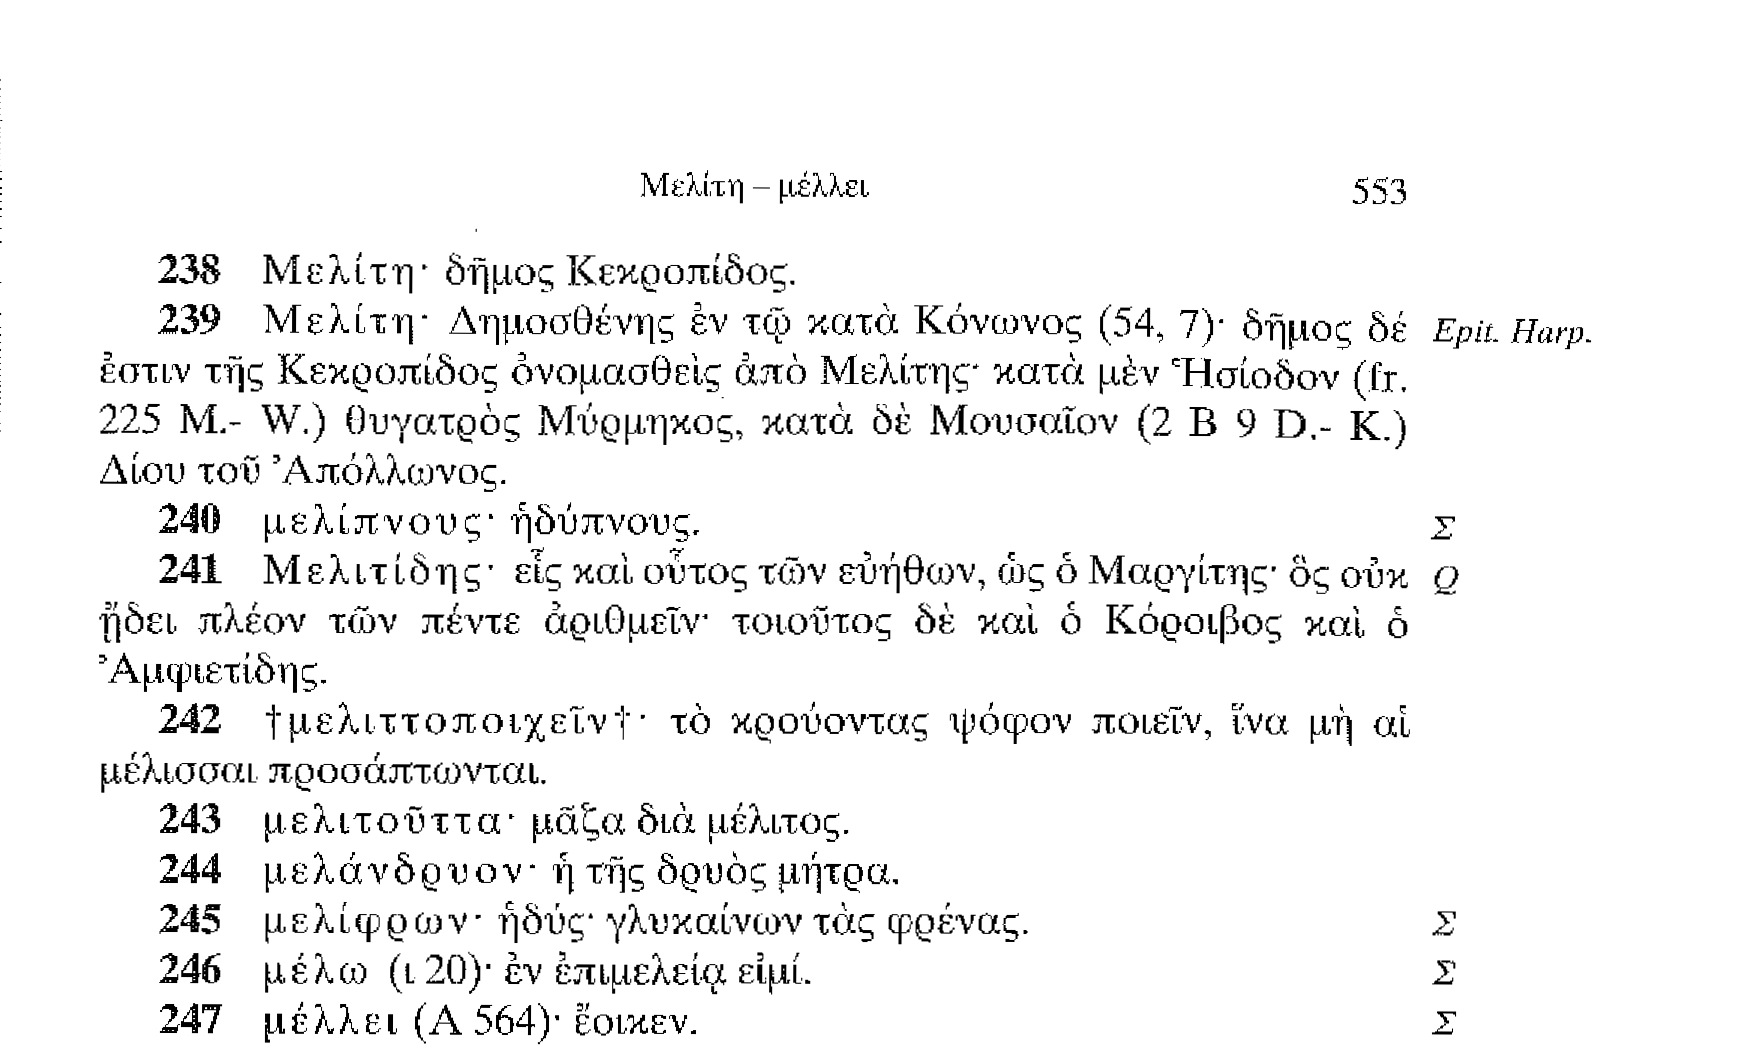 Μελίτη – μέλλει 553
238 Μελίτη· δῆμος Κεκροπίδος.
239 Μελίτη· Δημοσθένης ἐν τῷ κατὰ Κόνωνος (54, 7)· δῆμος δέ Epit. Harp.
ἐστιν τῆς Κεκροπίδος ὀνομασθεὶς ἀπὸ Μελίτης· κατὰ μὲν Ἡσίοδον (fr.
225 M.- W.) θυγατρὸς Μύρμηκος, κατὰ δὲ Μουσαῖον (2 B 9 D.- K.)
Δίου τοῦ Ἀπόλλωνος.
240 μελίπνους· ἡδύπνους. Σ
241 Μελιτίδης· εἷς καὶ οὗτος τῶν εὐήθων, ὡς ὁ Μαργίτης· ὃς οὐκ Q
ᾔδει πλέον τῶν πέντε ἀριθμεῖν· τοιοῦτος δὲ καὶ ὁ Κόροιβος καὶ ὁ
Ἀμφιετίδης.
242 †μελιττοποιχεῖν†· τὸ κρούοντας ψόφον ποιεῖν, ἵνα μὴ αἱ
μέλισσαι προσάπτωνται.
243 μελιτοῦττα· μᾶζα διὰ μέλιτος.
244 μελάνδρυον· ἡ τῆς δρυὸς μήτρα.
245 μελίφρων· ἡδύς· γλυκαίνων τὰς φρένας. Σ
246 μέλω (ι 20)· ἐν ἐπιμελείᾳ εἰμί. Σ
247 μέλλει (Α 564)· ἔοικεν. Σ